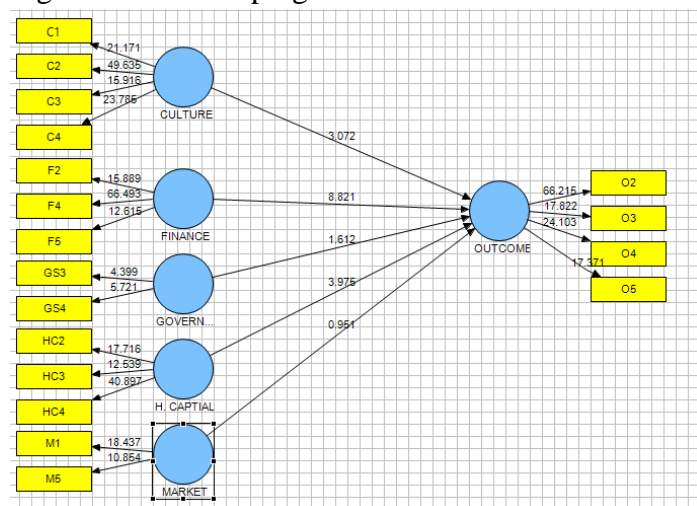 C1
21.171
C2
49.635
C3
15.916
23.785
C4
CULTURE
3.072
F2
15.889
F4
66.493
F5
12.615
FINANCE
8.821
GS3
4.399
GS4
5.721
GOVERN...
1.612
HC2
17.716
HC3
12.539
HC4
40.897
H. CAPTIAL
3.975
M1
18.437
M5
10.854
MARKET
0.951
OUTCOME
O2
66.215
O3
17.822
O4
24.103
O5
17.371